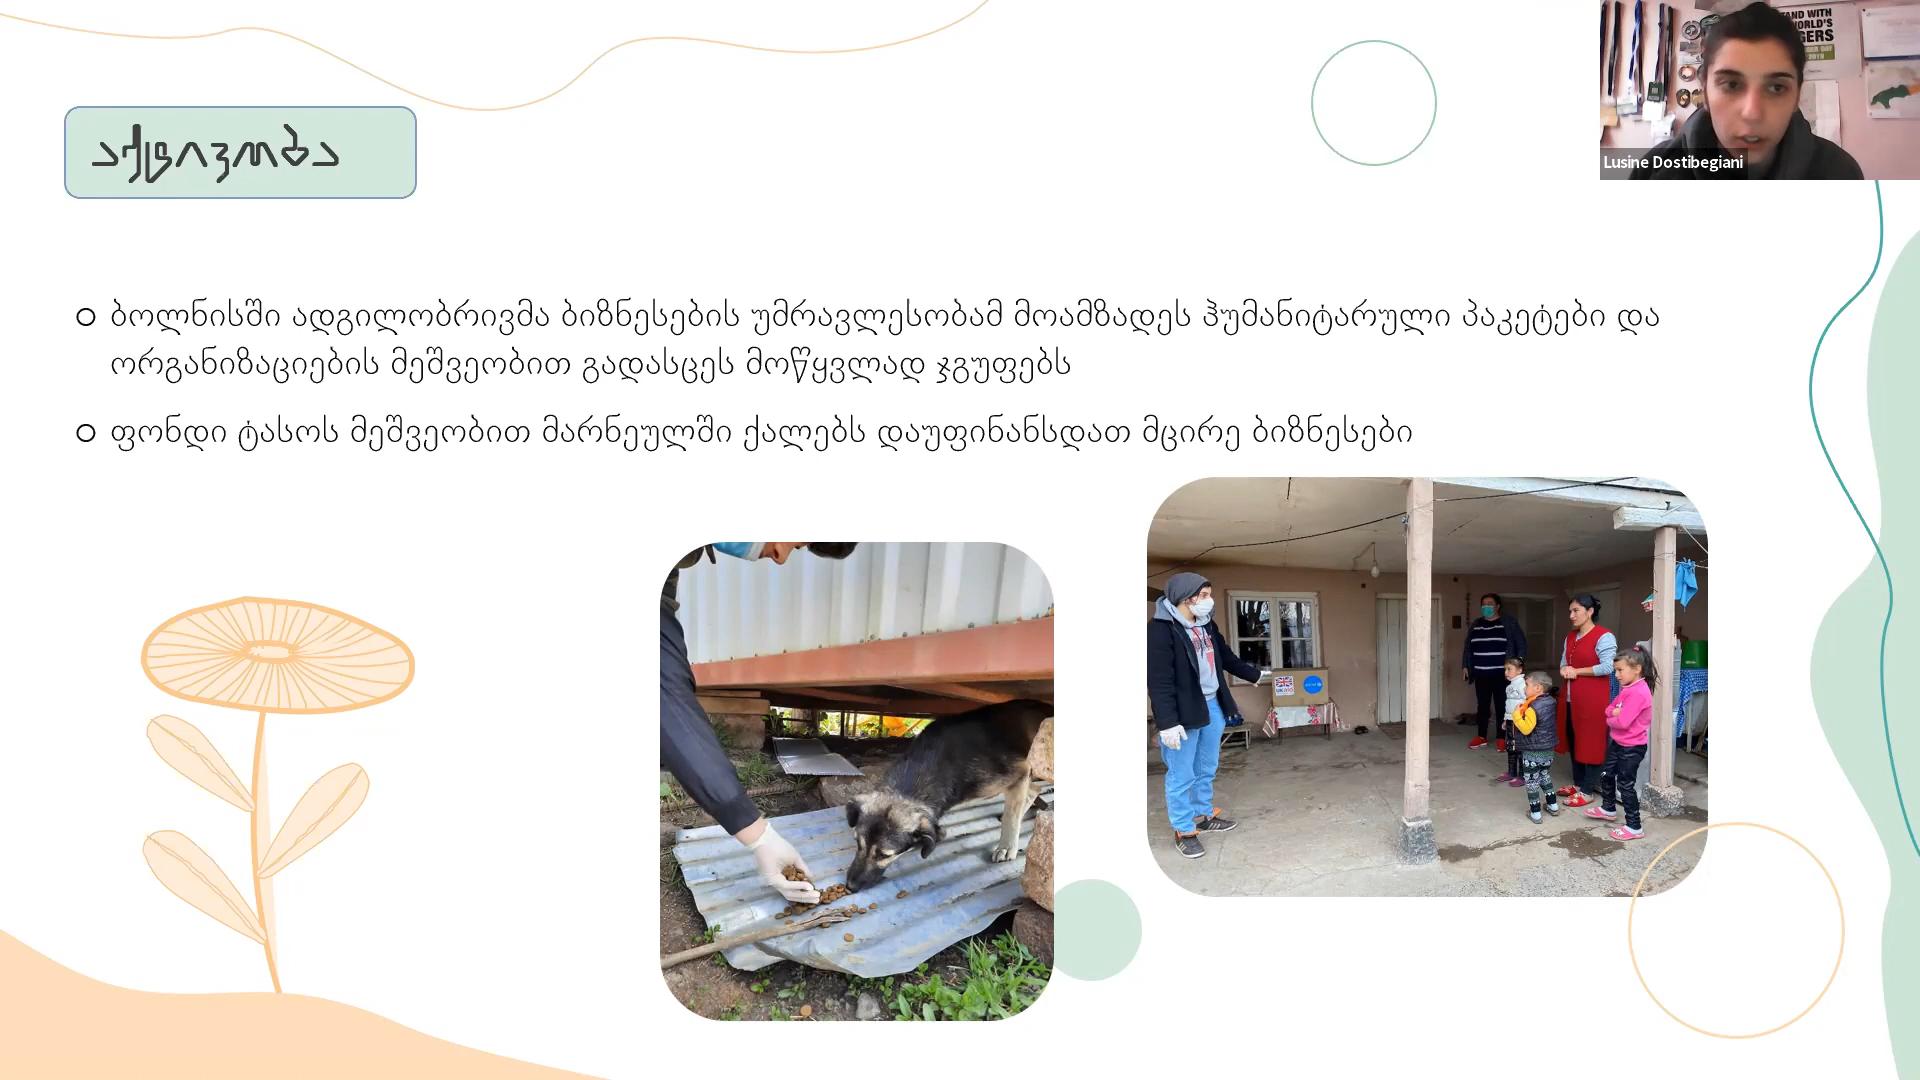 აქტივობა
ბოლნისში ადგილობრივმა ბიზნესების უმრავლესობამ მოამზადეს ჰუმანიტარული პაკეტები და
ორგანიზაციების მეშვეობით გადასცეს მოწყვლად ჯგუფებს
ფონდი ტასოს მეშვეობით მარნეულში ქალებს დაუფინანსდათ მცირე ბიზნესები
Lusine Dostibegiani